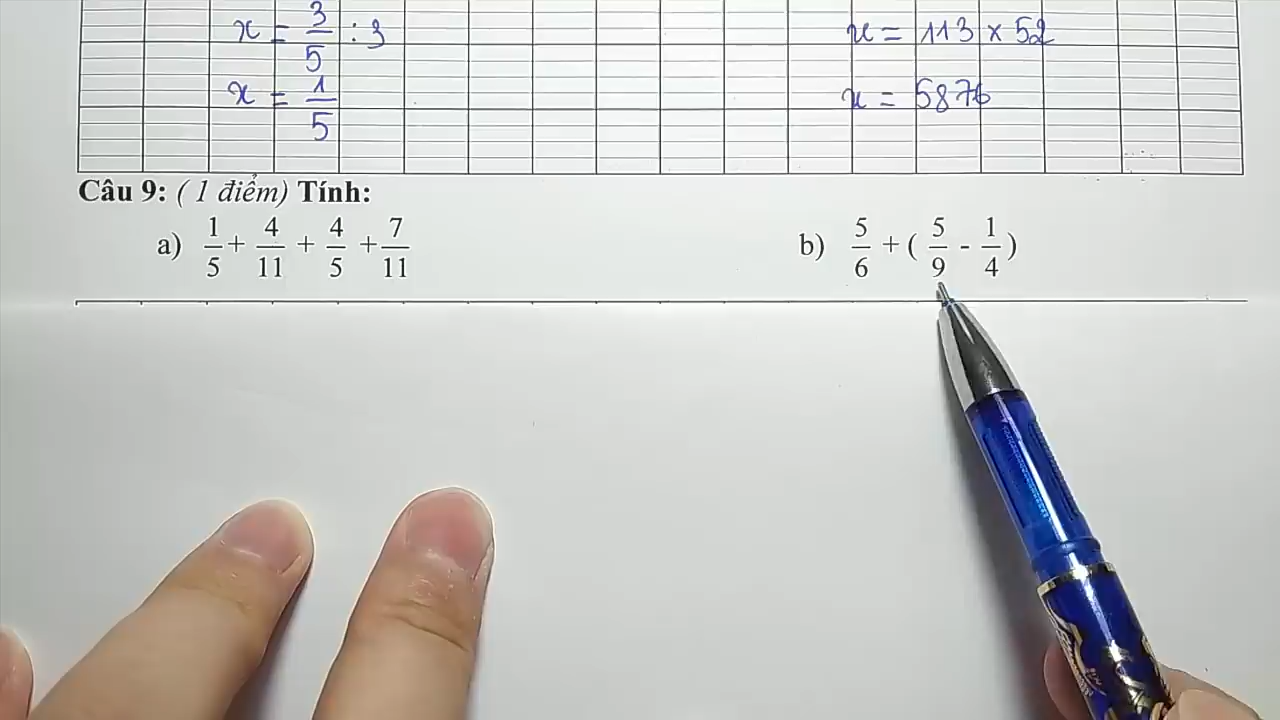 x = 3/5 : 3
x = 1/5
x = 113 × 52
x = 5876
Câu 9: ( 1 điểm) Tính:
a) 1/5 + 4/11 + 4/5 + 7/11
b) 5/6 + ( 5/9 - 1/4 )